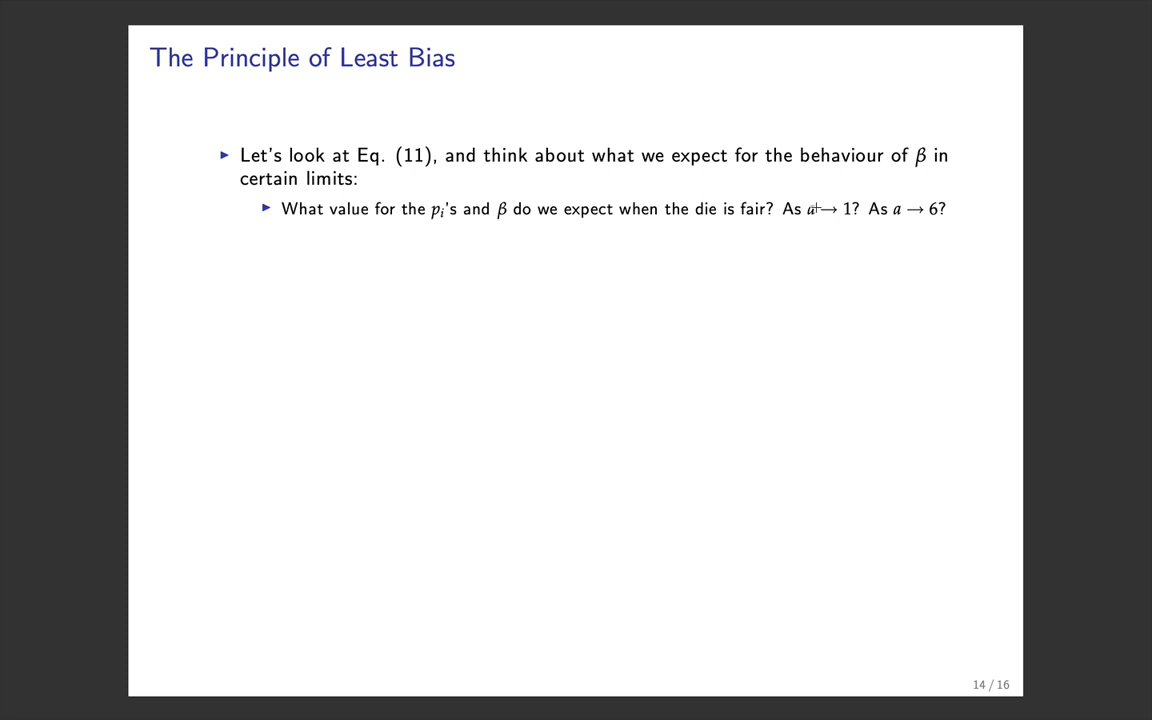 The Principle of Least Bias
▶ Let's look at Eq. (11), and think about what we expect for the behaviour of β in
certain limits:
▶ What value for the pᵢ's and β do we expect when the die is fair? As a → 1? As a → 6?
14 / 16